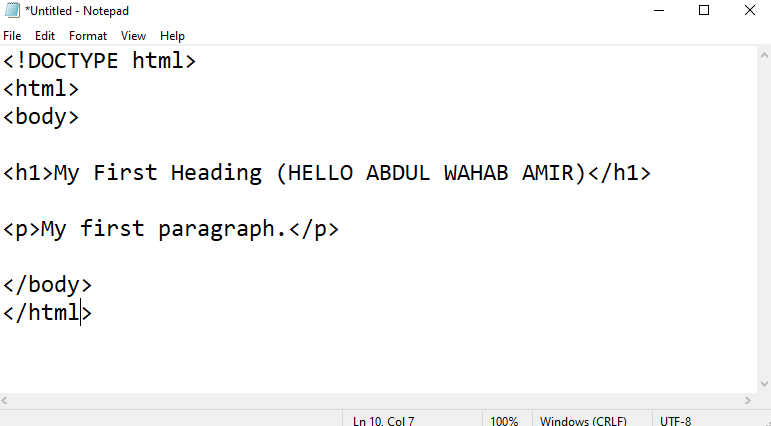 *Untitled - Notepad
File Edit Format View Help
<!DOCTYPE html>
<html>
<body>
<h1>My First Heading (HELLO ABDUL WAHAB AMIR)</h1>
<p>My first paragraph.</p>
</body>
</html>
Ln 10, Col 7 100% Windows (CRLF) UTF-8